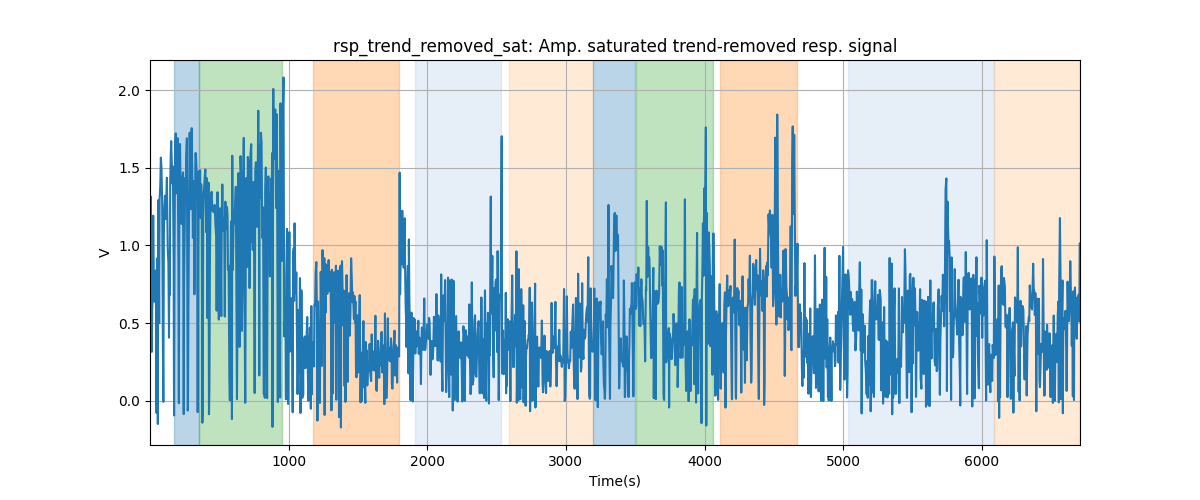 rsp_trend_removed_sat: Amp. saturated trend-removed resp. signal
2.0
1.5
1.0
0.5
0.0
V
1000 2000 3000 4000 5000 6000
Time(s)